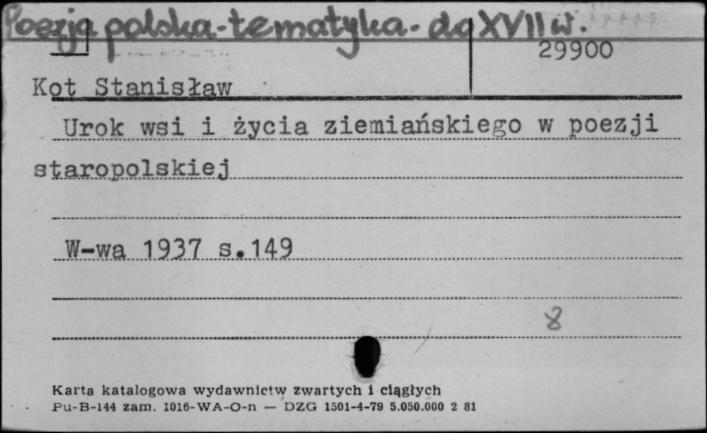 Poezja polska-tematyka-do XVII w.
29900
Kot Stanisław
Urok wsi i życia ziemiańskiego w poezji
staropolskiej
W-wa 1937 s.149
8
Karta katalogowa wydawnictw zwartych i ciągłych
Pu-B-144 zam. 1016-WA-O-n — DZG 1501-4-79 5.050.000 2 81